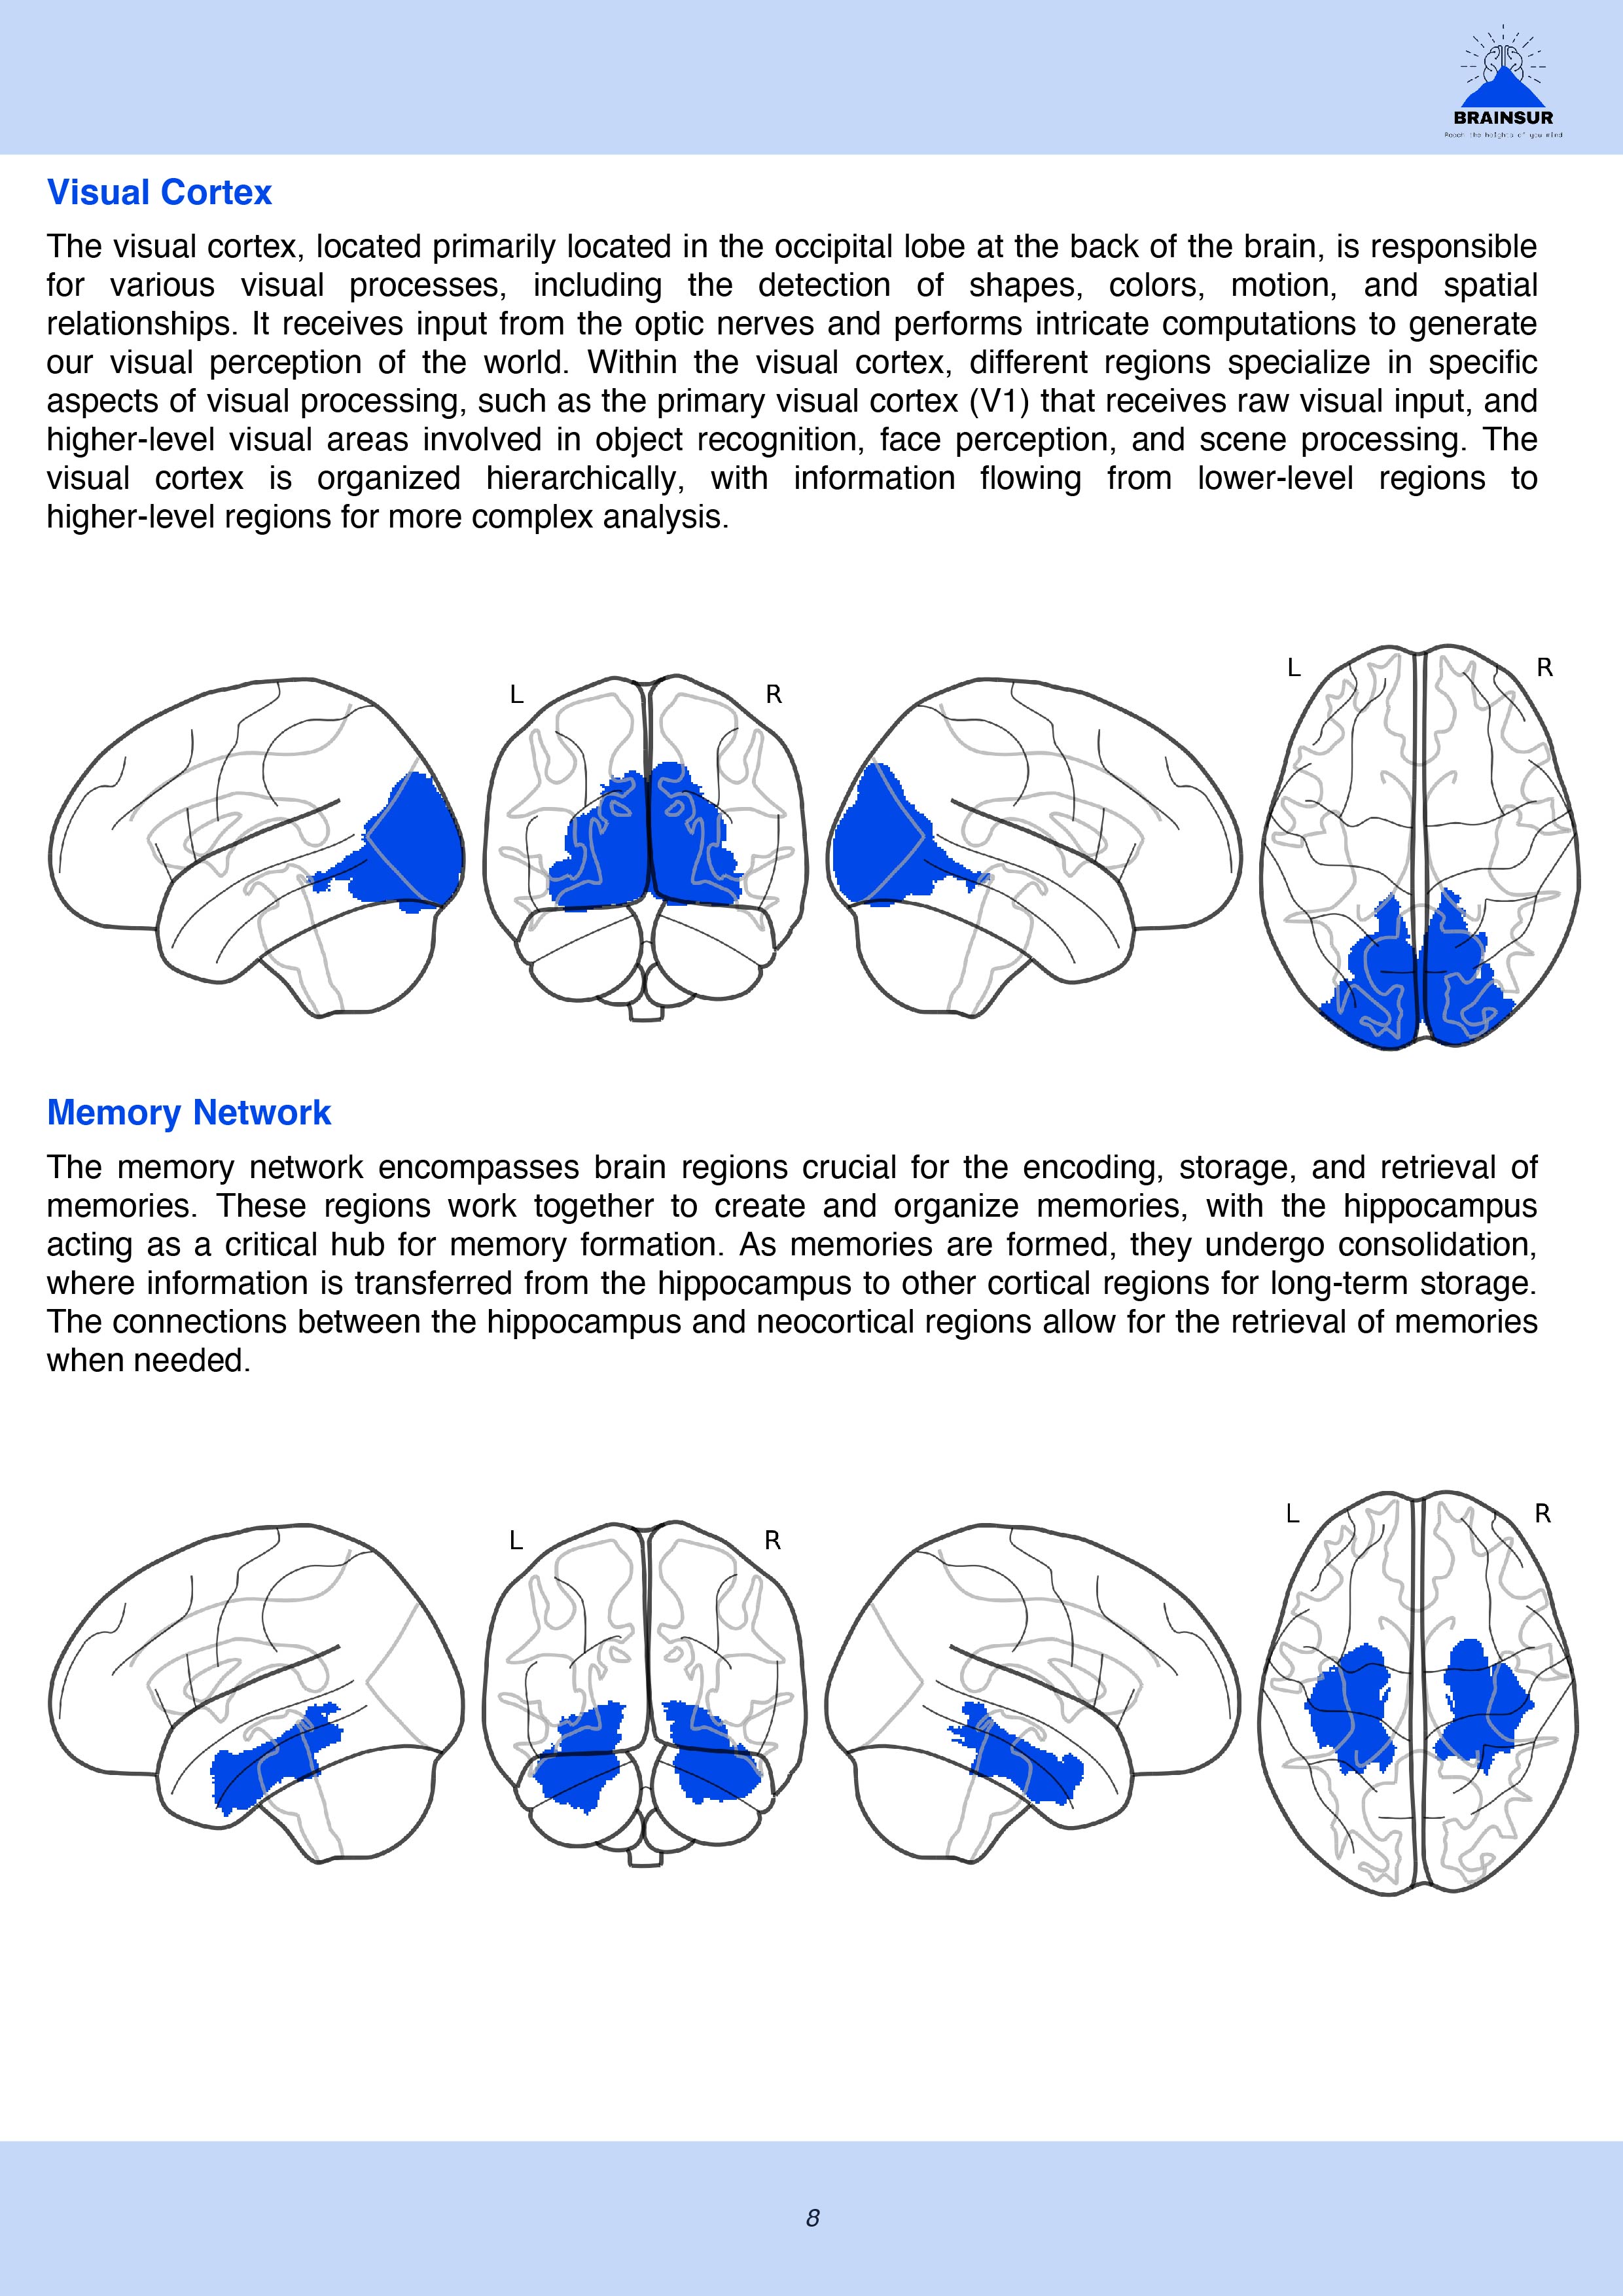 BRAINSUR
Reach the heights of you mind
Visual Cortex
The visual cortex, located primarily located in the occipital lobe at the back of the brain, is responsible
for various visual processes, including the detection of shapes, colors, motion, and spatial
relationships. It receives input from the optic nerves and performs intricate computations to generate
our visual perception of the world. Within the visual cortex, different regions specialize in specific
aspects of visual processing, such as the primary visual cortex (V1) that receives raw visual input, and
higher-level visual areas involved in object recognition, face perception, and scene processing. The
visual cortex is organized hierarchically, with information flowing from lower-level regions to
higher-level regions for more complex analysis.
L R L R
Memory Network
The memory network encompasses brain regions crucial for the encoding, storage, and retrieval of
memories. These regions work together to create and organize memories, with the hippocampus
acting as a critical hub for memory formation. As memories are formed, they undergo consolidation,
where information is transferred from the hippocampus to other cortical regions for long-term storage.
The connections between the hippocampus and neocortical regions allow for the retrieval of memories
when needed.
L R L R
8